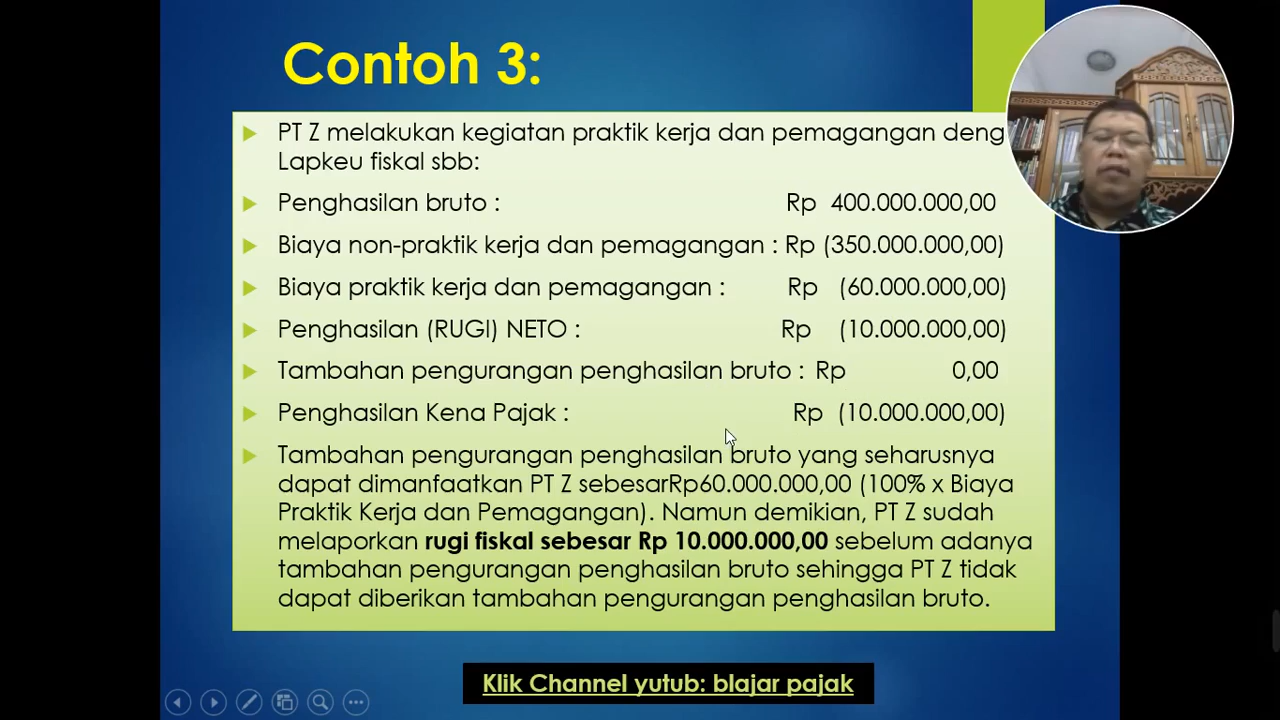 Contoh 3:
PT Z melakukan kegiatan praktik kerja dan pemagangan deng
Lapkeu fiskal sbb:
Penghasilan bruto : Rp 400.000.000,00
Biaya non-praktik kerja dan pemagangan : Rp (350.000.000,00)
Biaya praktik kerja dan pemagangan : Rp (60.000.000,00)
Penghasilan (RUGI) NETO : Rp (10.000.000,00)
Tambahan pengurangan penghasilan bruto : Rp 0,00
Penghasilan Kena Pajak : Rp (10.000.000,00)
Tambahan pengurangan penghasilan bruto yang seharusnya
dapat dimanfaatkan PT Z sebesarRp60.000.000,00 (100% x Biaya
Praktik Kerja dan Pemagangan). Namun demikian, PT Z sudah
melaporkan rugi fiskal sebesar Rp 10.000.000,00 sebelum adanya
tambahan pengurangan penghasilan bruto sehingga PT Z tidak
dapat diberikan tambahan pengurangan penghasilan bruto.
Klik Channel yutub: blajar pajak